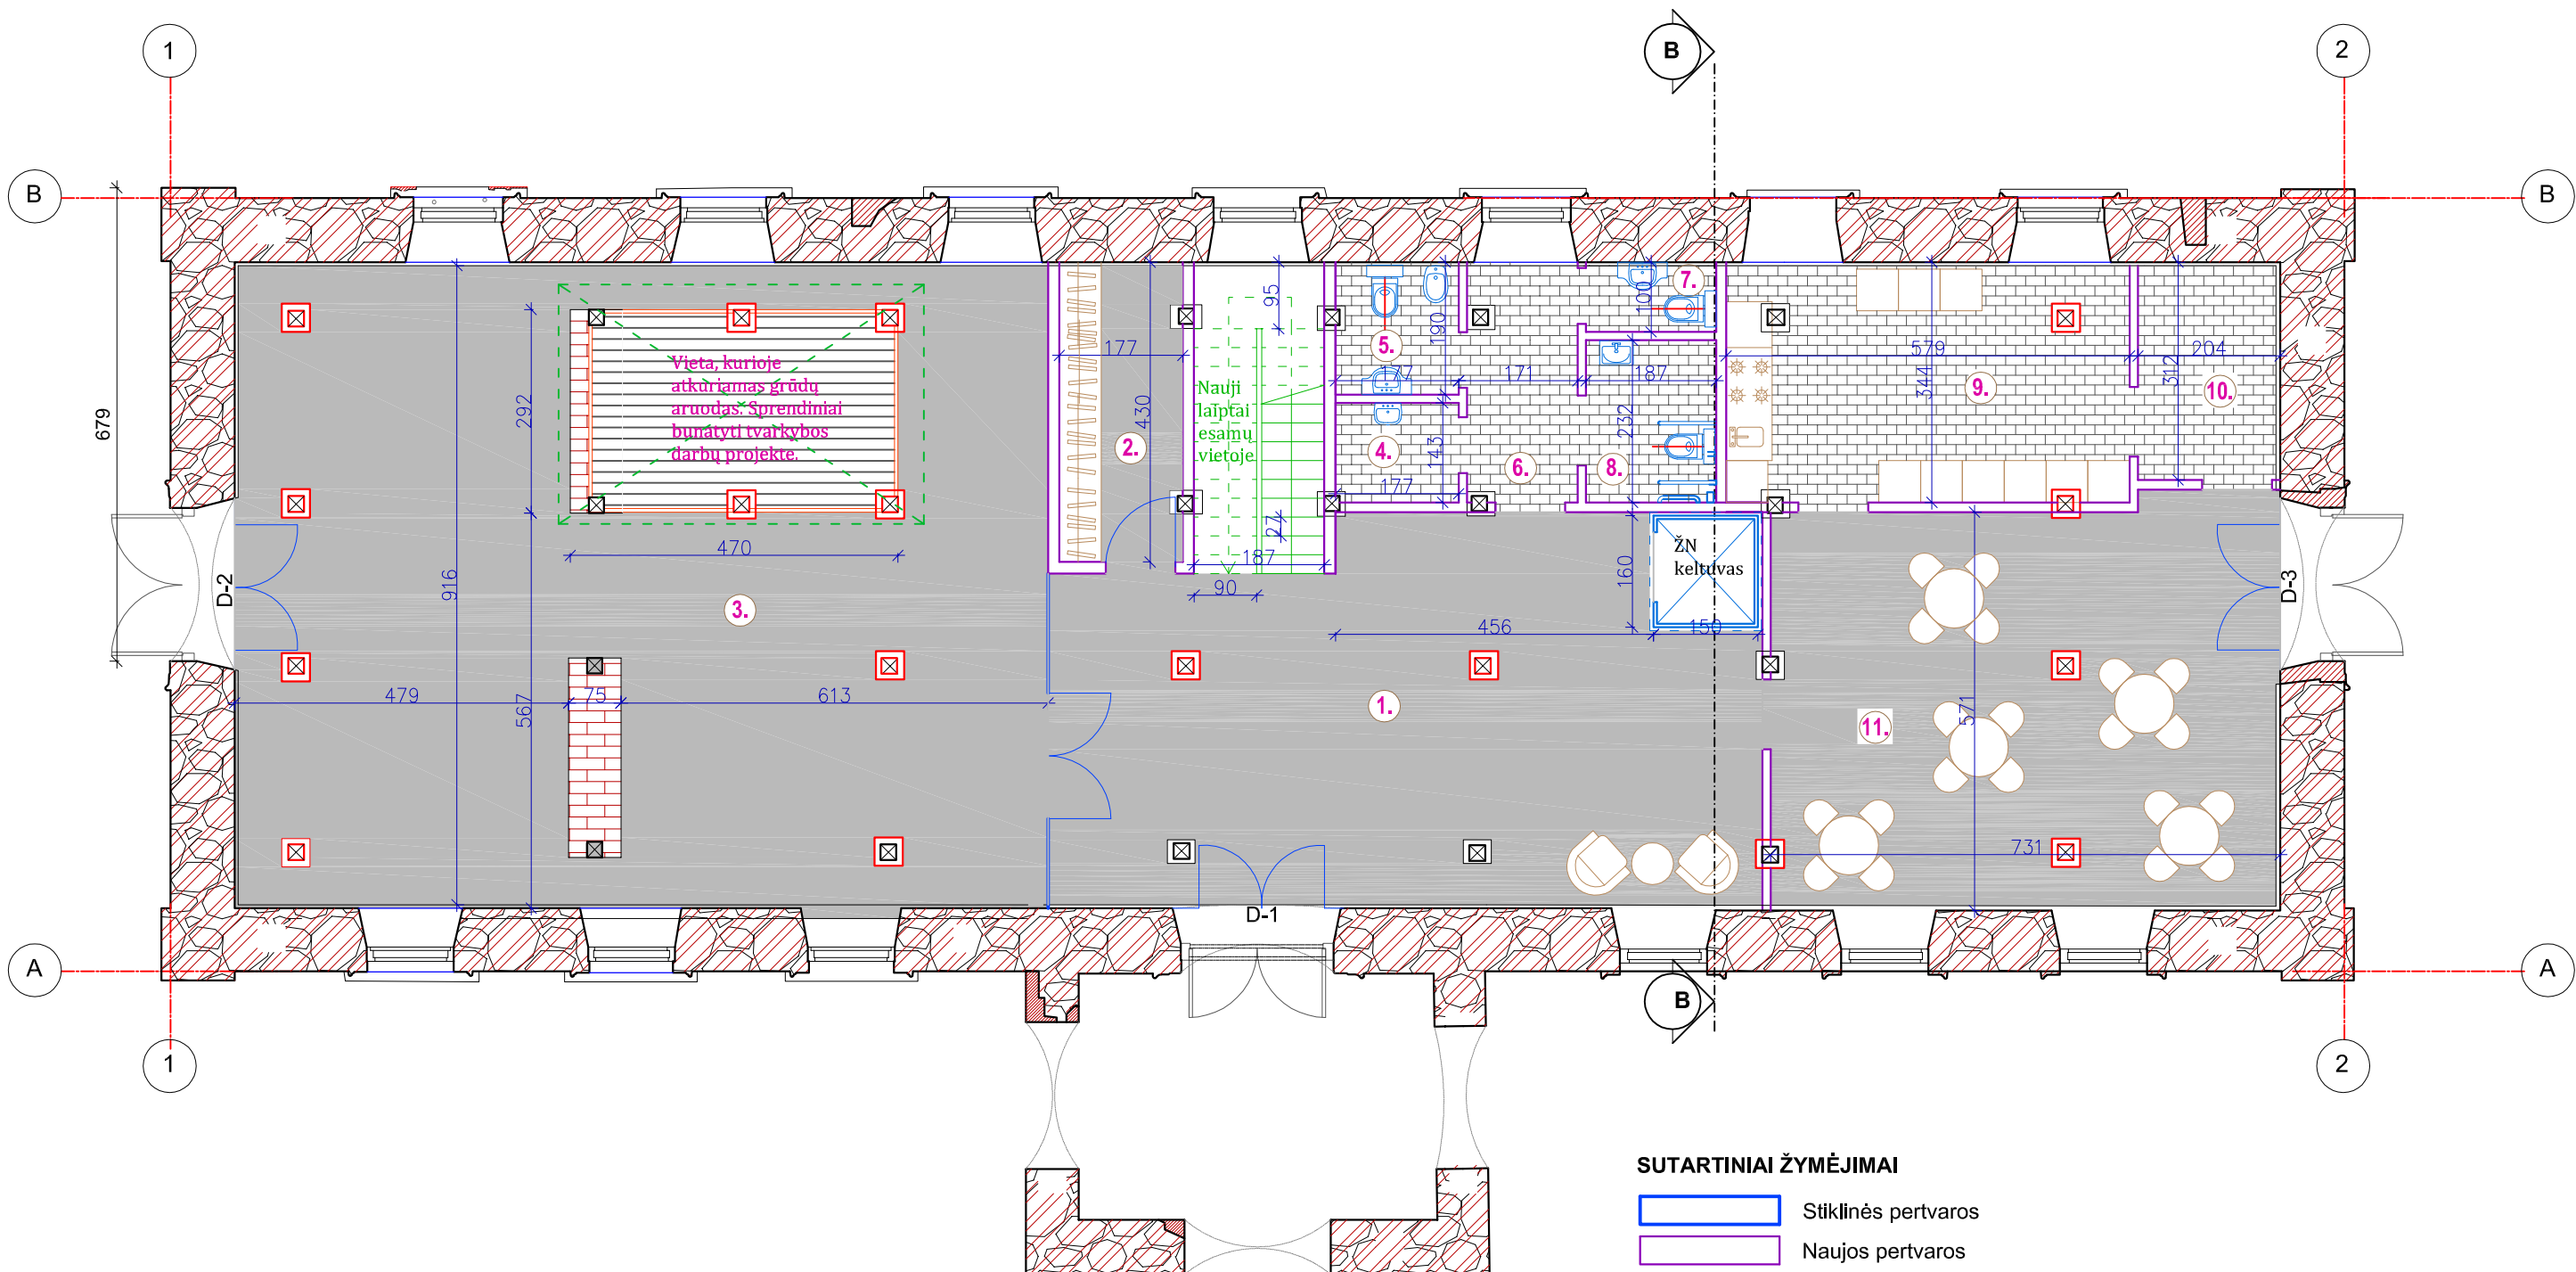 1
B
2
B
B
679
Vieta, kurioje
atkuriamas grūdų
aruodas. Sprendiniai
bunatyti tvarkybos
darbų projekte.
292
470
916
177
430
2.
95
Nauji
laiptai
esamų
vietoje
27
187
90
190
5.
177
171
187
100
7.
232
143
4.
177
6.
8.
579
344
9.
204
312
10.
ŽN
keltuvas
160
456
150
D-2
3.
D-3
479
75
613
567
1.
11.
571
731
D-1
A
A
B
1
2
SUTARTINIAI ŽYMĖJIMAI
Stiklinės pertvaros
Naujos pertvaros